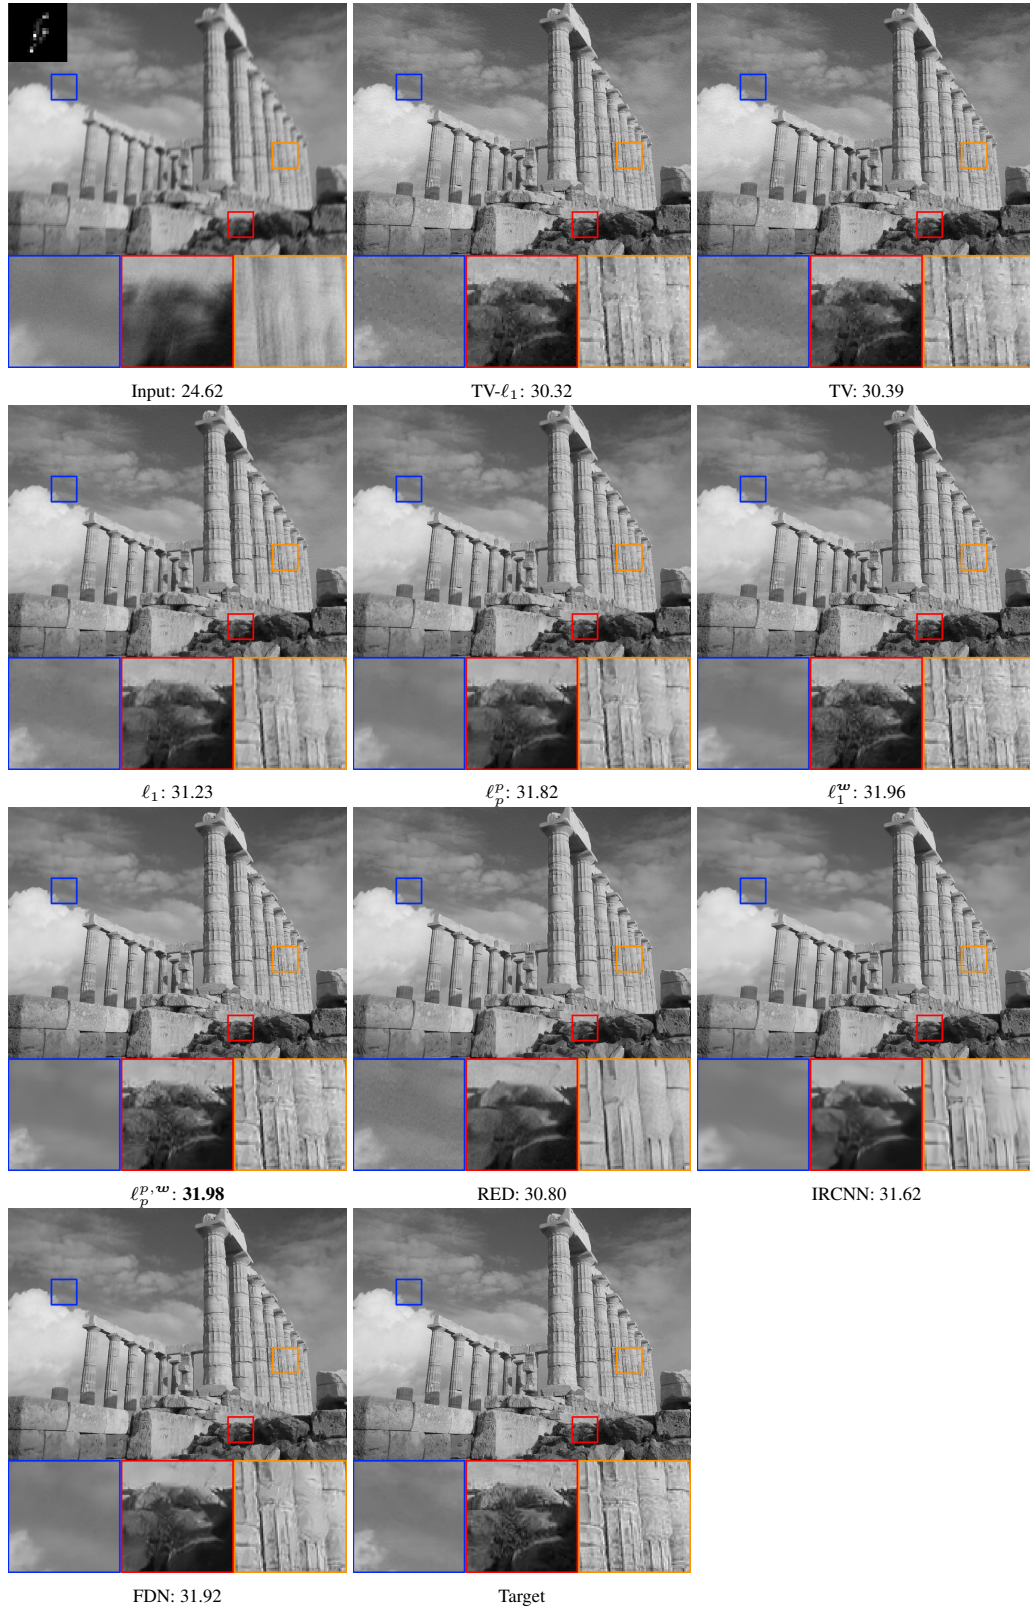 Input: 24.62 TV-ℓ₁: 30.32 TV: 30.39
ℓ₁: 31.23 ℓₚᵖ: 31.82 ℓ₁ʷ: 31.96
ℓₚᵖ,ʷ: 31.98 RED: 30.80 IRCNN: 31.62
FDN: 31.92 Target